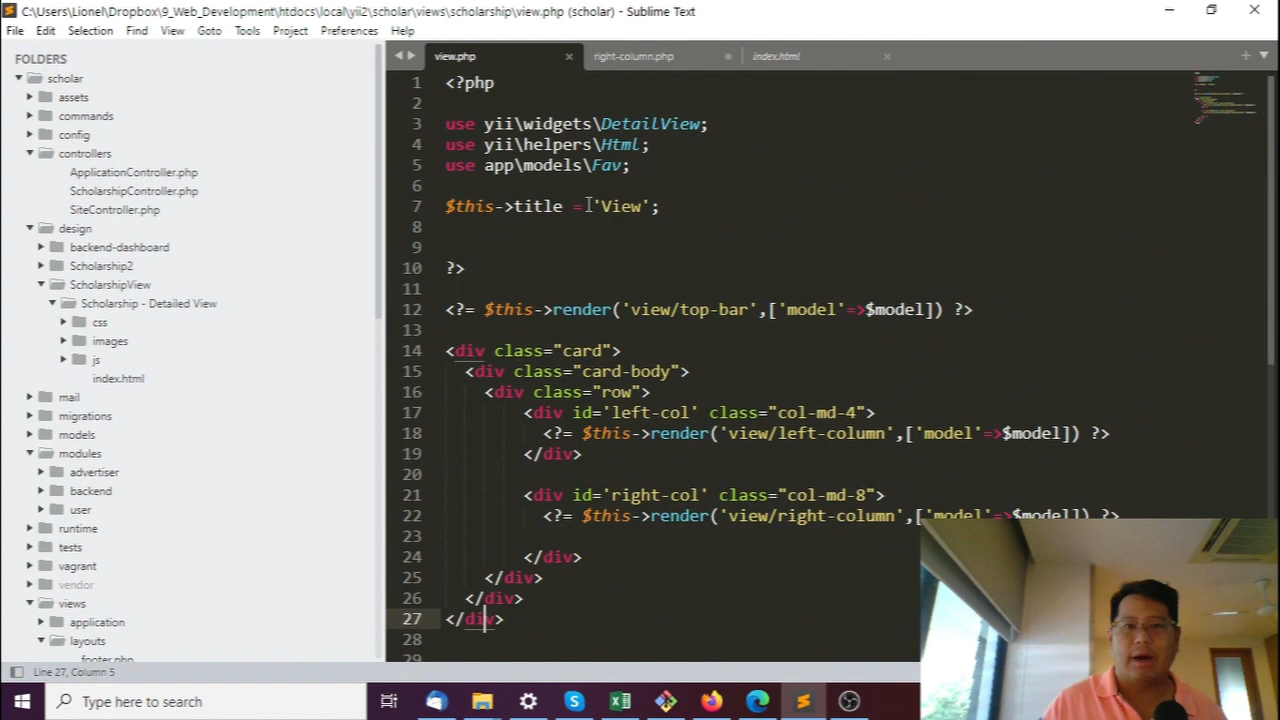 C:\Users\Lionel\Dropbox\9_Web_Development\htdocs\local\yii2\scholar\views\scholarship\view.php (scholar) - Sublime Text
File Edit Selection Find View Goto Tools Project Preferences Help
FOLDERS
scholar
assets
commands
config
controllers
ApplicationController.php
ScholarshipController.php
SiteController.php
design
backend-dashboard
Scholarship2
ScholarshipView
Scholarship - Detailed View
css
images
js
index.html
mail
migrations
models
modules
advertiser
backend
user
runtime
tests
vagrant
vendor
views
application
layouts
footer.php
view.php right-column.php index.html
1 <?php
2
3 use yii\widgets\DetailView;
4 use yii\helpers\Html;
5 use app\models\Fav;
6
7 $this->title = 'View';
8
9
10 ?>
11
12 <?= $this->render('view/top-bar',['model'=>$model]) ?>
13
14 <div class="card">
15 <div class="card-body">
16 <div class="row">
17 <div id='left-col' class="col-md-4">
18 <?= $this->render('view/left-column',['model'=>$model]) ?>
19 </div>
20
21 <div id='right-col' class="col-md-8">
22 <?= $this->render('view/right-column',['model'=>$model]) ?>
23
24 </div>
25 </div>
26 </div>
27 </div>
28
29
Line 27, Column 5
Type here to search